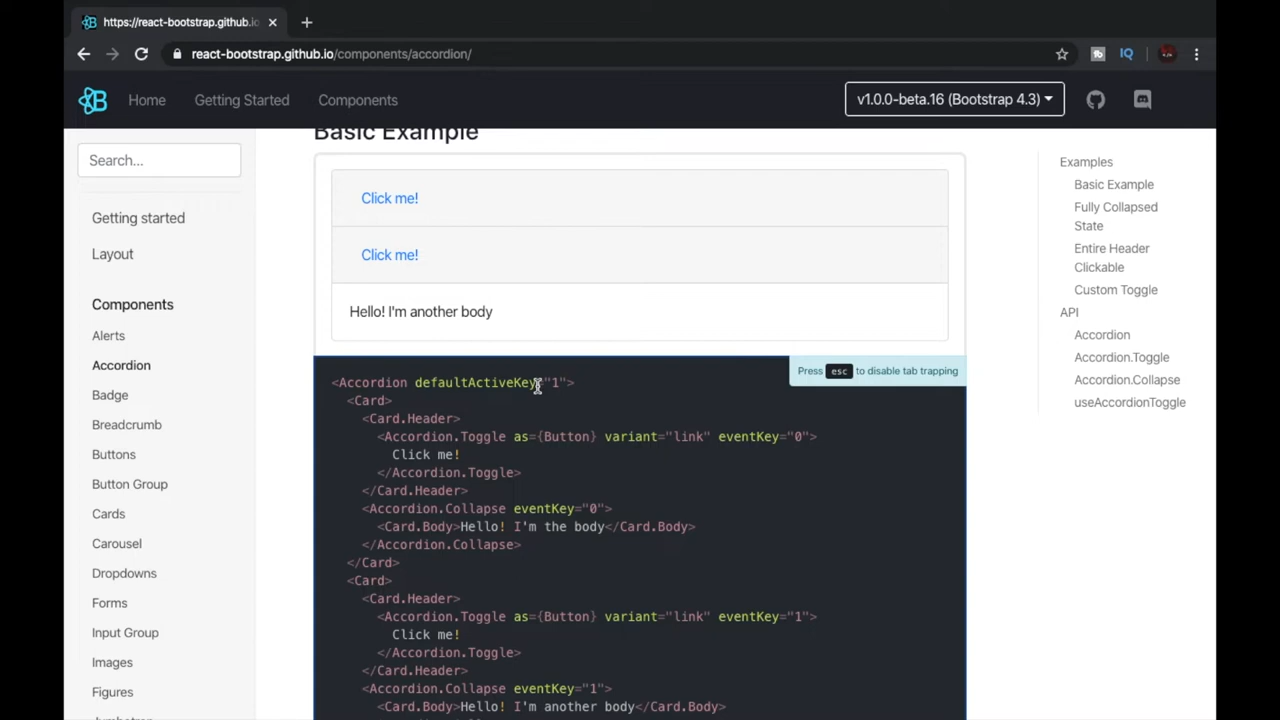 https://react-bootstrap.github.io
react-bootstrap.github.io/components/accordion/
IQ
Home
Getting Started
Components
v1.0.0-beta.16 (Bootstrap 4.3)
Search...
Getting started
Layout
Components
Alerts
Accordion
Badge
Breadcrumb
Buttons
Button Group
Cards
Carousel
Dropdowns
Forms
Input Group
Images
Figures
Basic Example
Click me!
Click me!
Hello! I'm another body
Press esc to disable tab trapping
<Accordion defaultActiveKey="1">
<Card>
<Card.Header>
<Accordion.Toggle as={Button} variant="link" eventKey="0">
Click me!
</Accordion.Toggle>
</Card.Header>
<Accordion.Collapse eventKey="0">
<Card.Body>Hello! I'm the body</Card.Body>
</Accordion.Collapse>
</Card>
<Card>
<Card.Header>
<Accordion.Toggle as={Button} variant="link" eventKey="1">
Click me!
</Accordion.Toggle>
</Card.Header>
<Accordion.Collapse eventKey="1">
<Card.Body>Hello! I'm another body</Card.Body>
Examples
Basic Example
Fully Collapsed
State
Entire Header
Clickable
Custom Toggle
API
Accordion
Accordion.Toggle
Accordion.Collapse
useAccordionToggle